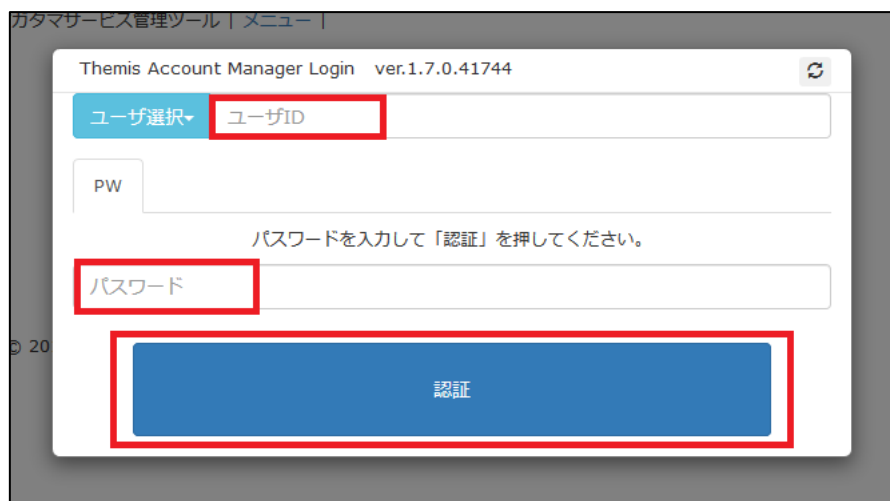 カタマサービス管理ツール | メニュー |
Themis Account Manager Login ver.1.7.0.41744
ユーザ選択 ユーザID
PW
パスワードを入力して「認証」を押してください。
パスワード
© 20
認証